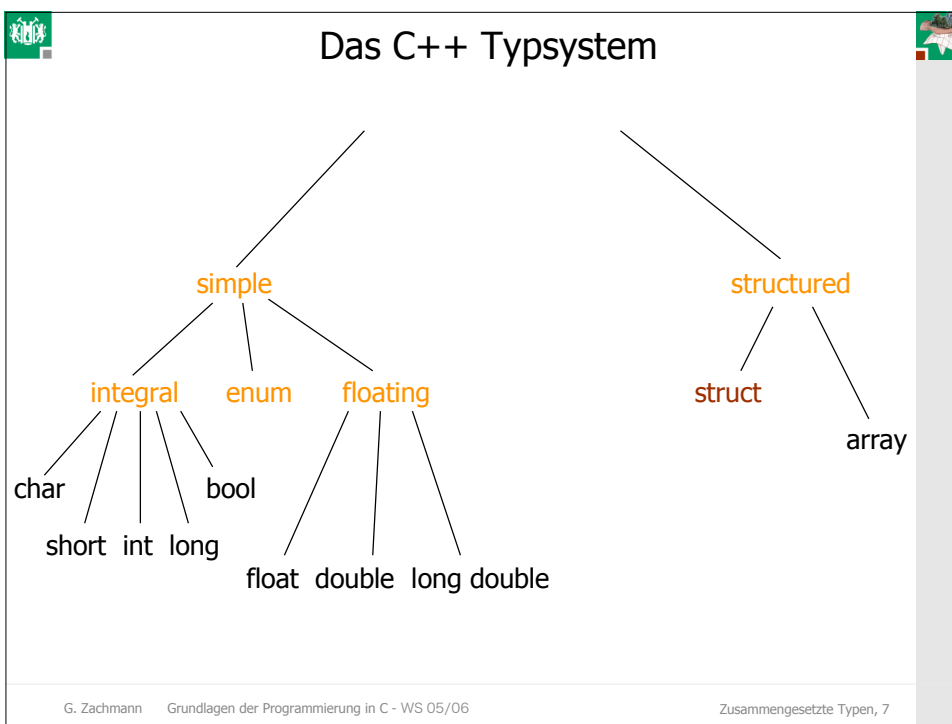 Das C++ Typsystem
simple structured
integral enum floating struct
array
char bool
short int long
float double long double
G. Zachmann Grundlagen der Programmierung in C - WS 05/06 Zusammengesetzte Typen, 7